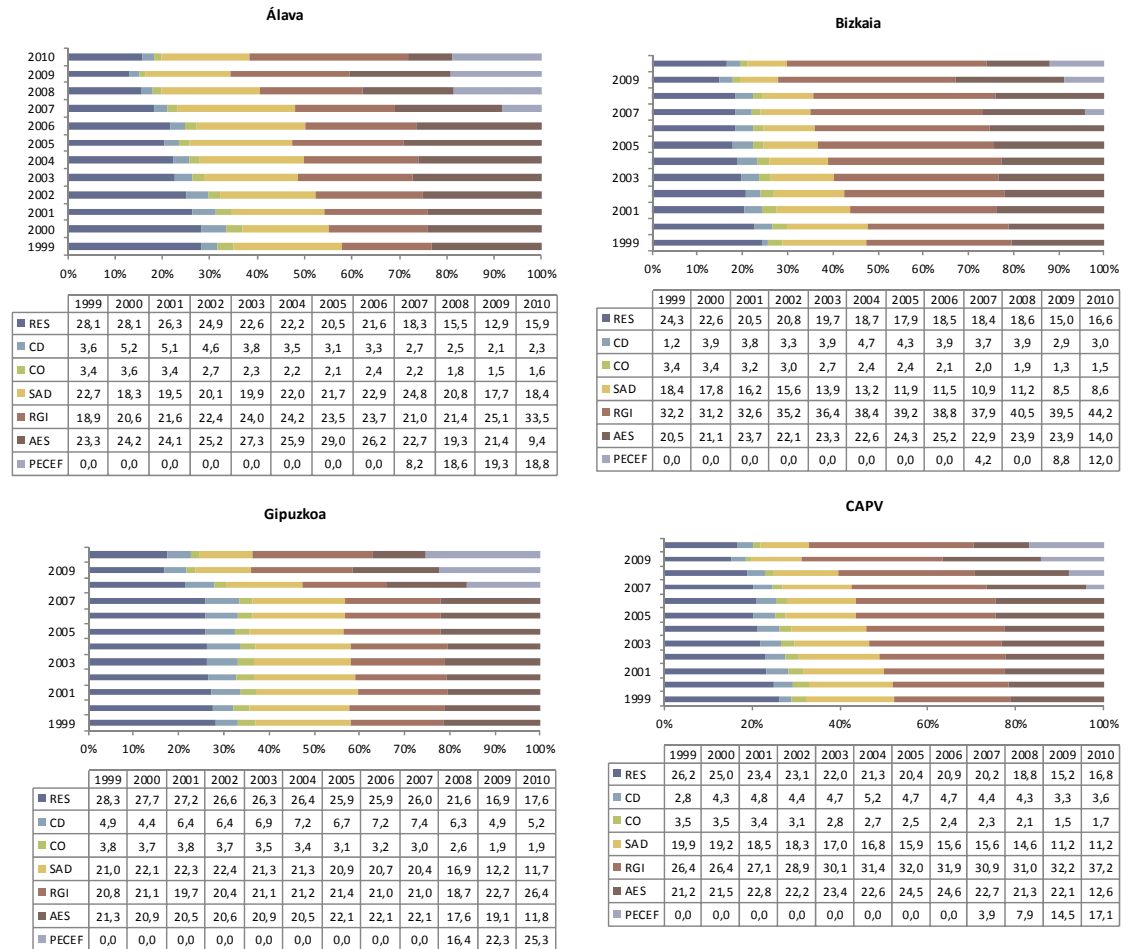 Álava
2010
2009
2008
2007
2006
2005
2004
2003
2002
2001
2000
1999
0% 10% 20% 30% 40% 50% 60% 70% 80% 90% 100%
1999 2000 2001 2002 2003 2004 2005 2006 2007 2008 2009 2010
RES 28,1 28,1 26,3 24,9 22,6 22,2 20,5 21,6 18,3 15,5 12,9 15,9
CD 3,6 5,2 5,1 4,6 3,8 3,5 3,1 3,3 2,7 2,5 2,1 2,3
CO 3,4 3,6 3,4 2,7 2,3 2,2 2,1 2,4 2,2 1,8 1,5 1,6
SAD 22,7 18,3 19,5 20,1 19,9 22,0 21,7 22,9 24,8 20,8 17,7 18,4
RGI 18,9 20,6 21,6 22,4 24,0 24,2 23,5 23,7 21,0 21,4 25,1 33,5
AES 23,3 24,2 24,1 25,2 27,3 25,9 29,0 26,2 22,7 19,3 21,4 9,4
PECEF 0,0 0,0 0,0 0,0 0,0 0,0 0,0 0,0 8,2 18,6 19,3 18,8
Bizkaia
2009
2007
2005
2003
2001
1999
0% 10% 20% 30% 40% 50% 60% 70% 80% 90% 100%
1999 2000 2001 2002 2003 2004 2005 2006 2007 2008 2009 2010
RES 24,3 22,6 20,5 20,8 19,7 18,7 17,9 18,5 18,4 18,6 15,0 16,6
CD 1,2 3,9 3,8 3,3 3,9 4,7 4,3 3,9 3,7 3,9 2,9 3,0
CO 3,4 3,4 3,2 3,0 2,7 2,4 2,4 2,1 2,0 1,9 1,3 1,5
SAD 18,4 17,8 16,2 15,6 13,9 13,2 11,9 11,5 10,9 11,2 8,5 8,6
RGI 32,2 31,2 32,6 35,2 36,4 38,4 39,2 38,8 37,9 40,5 39,5 44,2
AES 20,5 21,1 23,7 22,1 23,3 22,6 24,3 25,2 22,9 23,9 23,9 14,0
PECEF 0,0 0,0 0,0 0,0 0,0 0,0 0,0 0,0 4,2 0,0 8,8 12,0
Gipuzkoa
2009
2007
2005
2003
2001
1999
0% 10% 20% 30% 40% 50% 60% 70% 80% 90% 100%
1999 2000 2001 2002 2003 2004 2005 2006 2007 2008 2009 2010
RES 28,3 27,7 27,2 26,6 26,3 26,4 25,9 25,9 26,0 21,6 16,9 17,6
CD 4,9 4,4 6,4 6,4 6,9 7,2 6,7 7,2 7,4 6,3 4,9 5,2
CO 3,8 3,7 3,8 3,7 3,5 3,4 3,1 3,2 3,0 2,6 1,9 1,9
SAD 21,0 22,1 22,3 22,4 21,3 21,3 20,9 20,7 20,4 16,9 12,2 11,7
RGI 20,8 21,1 19,7 20,4 21,1 21,2 21,4 21,0 21,0 18,7 22,7 26,4
AES 21,3 20,9 20,5 20,6 20,9 20,5 22,1 22,1 22,1 17,6 19,1 11,8
PECEF 0,0 0,0 0,0 0,0 0,0 0,0 0,0 0,0 0,0 16,4 22,3 25,3
CAPV
2009
2007
2005
2003
2001
1999
0% 20% 40% 60% 80% 100%
1999 2000 2001 2002 2003 2004 2005 2006 2007 2008 2009 2010
RES 26,2 25,0 23,4 23,1 22,0 21,3 20,4 20,9 20,2 18,8 15,2 16,8
CD 2,8 4,3 4,8 4,4 4,7 5,2 4,7 4,7 4,4 4,3 3,3 3,6
CO 3,5 3,5 3,4 3,1 2,8 2,7 2,5 2,4 2,3 2,1 1,5 1,7
SAD 19,9 19,2 18,5 18,3 17,0 16,8 15,9 15,6 15,6 14,6 11,2 11,2
RGI 26,4 26,4 27,1 28,9 30,1 31,4 32,0 31,9 30,9 31,0 32,2 37,2
AES 21,2 21,5 22,8 22,2 23,4 22,6 24,5 24,6 22,7 21,3 22,1 12,6
PECEF 0,0 0,0 0,0 0,0 0,0 0,0 0,0 0,0 3,9 7,9 14,5 17,1